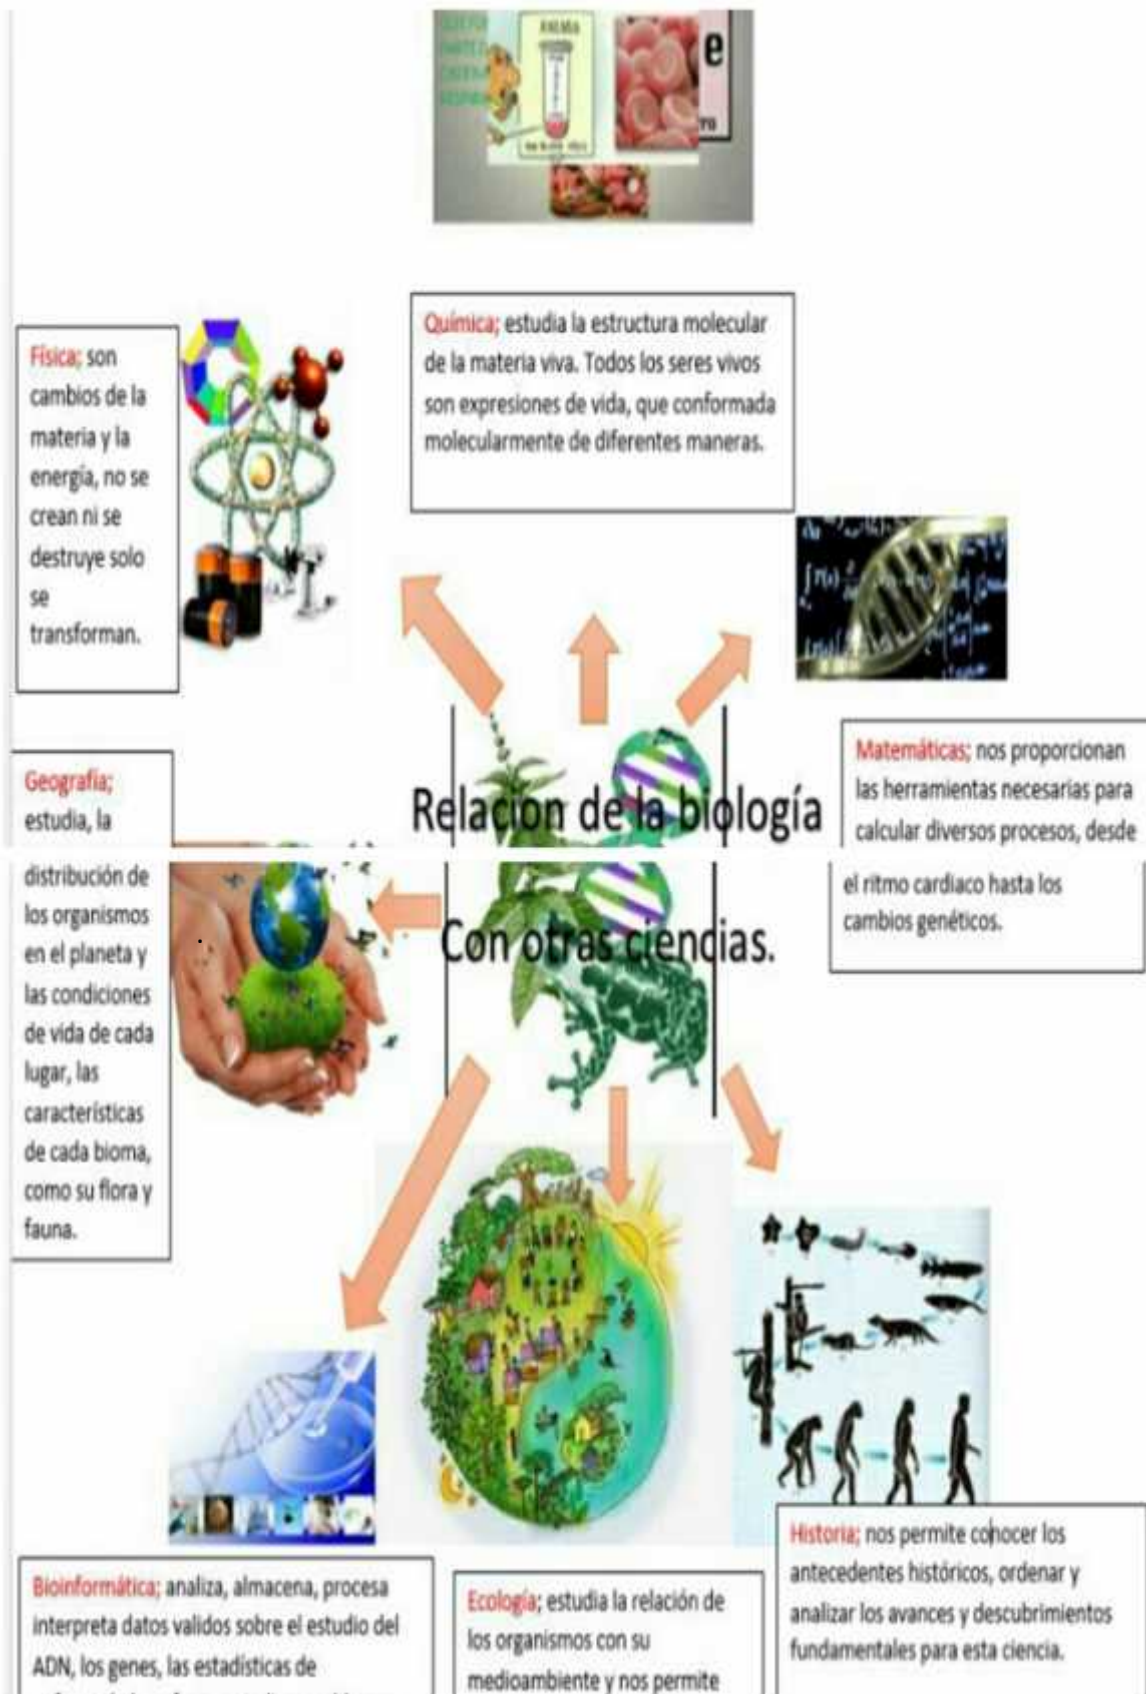 ANEMIA
e
Química; estudia la estructura molecular
de la materia viva. Todos los seres vivos
son expresiones de vida, que conformada
molecularmente de diferentes maneras.
Física; son
cambios de la
materia y la
energía, no se
crean ni se
destruye solo
se
transforman.
Relacion de la biología
Con otras ciencias.
Matemáticas; nos proporcionan
las herramientas necesarias para
calcular diversos procesos, desde
el ritmo cardiaco hasta los
cambios genéticos.
Geografía;
estudia, la
distribución de
los organismos
en el planeta y
las condiciones
de vida de cada
lugar, las
características
de cada bioma,
como su flora y
fauna.
Bioinformática; analiza, almacena, procesa
interpreta datos validos sobre el estudio del
ADN, los genes, las estadísticas de
Ecología; estudia la relación de
los organismos con su
medioambiente y nos permite
Historia; nos permite conocer los
antecedentes históricos, ordenar y
analizar los avances y descubrimientos
fundamentales para esta ciencia.